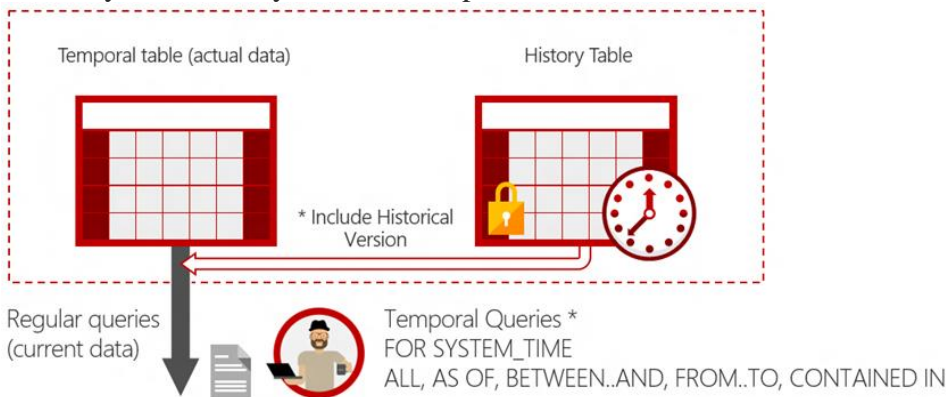 Temporal table (actual data)
History Table
* Include Historical
Version
Regular queries
(current data)
Temporal Queries *
FOR SYSTEM_TIME
ALL, AS OF, BETWEEN..AND, FROM..TO, CONTAINED IN